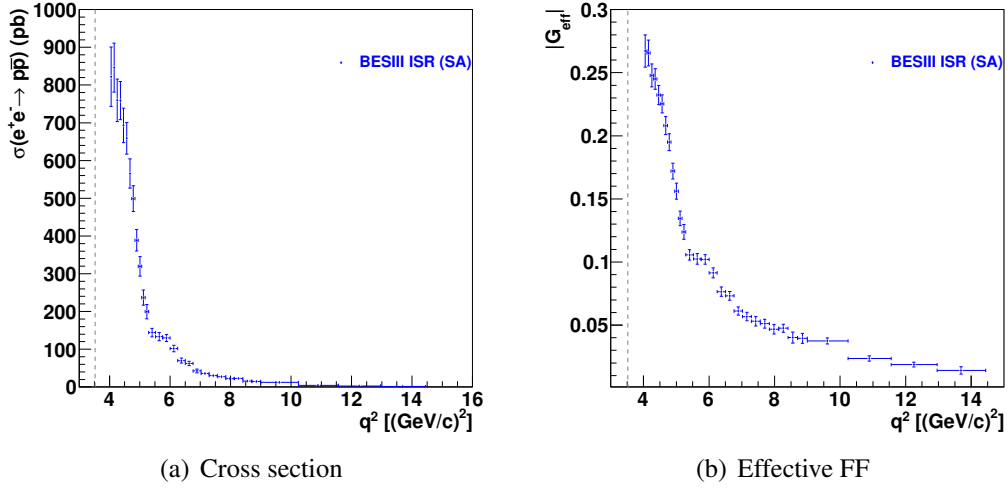 σ(e⁺e⁻→ pp̅) (pb)
1000
900
800
700
600
500
400
300
200
100
0
BESIII ISR (SA)
4 6 8 10 12 14 16
q² [(GeV/c)²]
(a) Cross section
|G_eff|
0.3
0.25
0.2
0.15
0.1
0.05
BESIII ISR (SA)
4 6 8 10 12 14
q² [(GeV/c)²]
(b) Effective FF